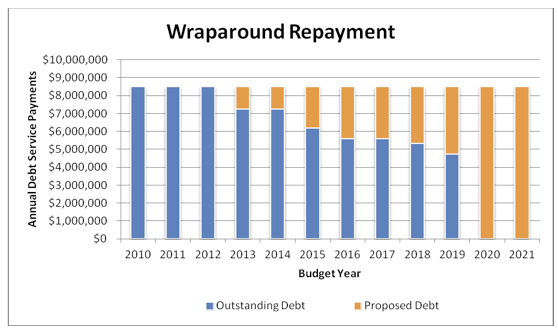 Wraparound Repayment
Annual Debt Service Payments
$10,000,000
$9,000,000
$8,000,000
$7,000,000
$6,000,000
$5,000,000
$4,000,000
$3,000,000
$2,000,000
$1,000,000
$0
2010 2011 2012 2013 2014 2015 2016 2017 2018 2019 2020 2021
Budget Year
Outstanding Debt Proposed Debt